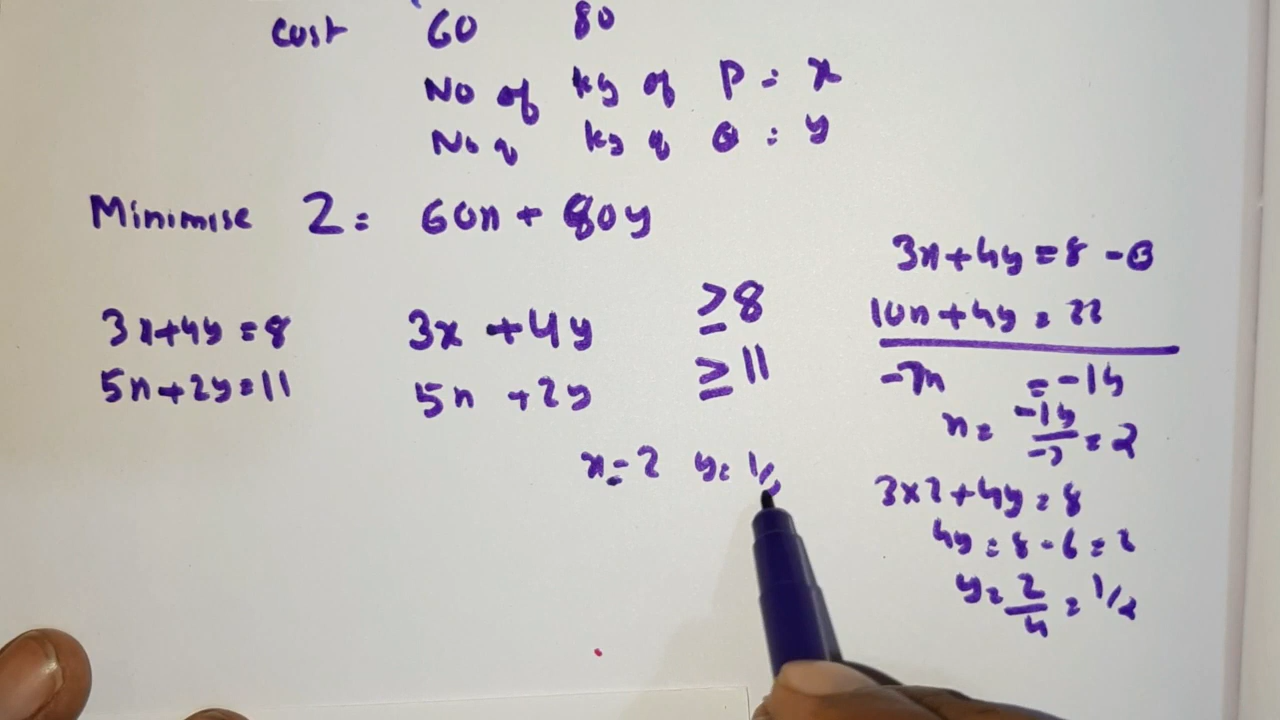 Cost 60 80
No of kg of P = x
No of kg of Q = y
Minimise Z = 60x + 80y
3x+4y = 8
5x+2y = 11
3x + 4y ≥ 8
5x + 2y ≥ 11
x = 2 y = 1/2
3x + 4y = 8 - ①
10x + 4y = 22
-7x = -14
x = -14/-7 = 2
3x2 + 4y = 8
4y = 8 - 6 = 2
y = 2/4 = 1/2